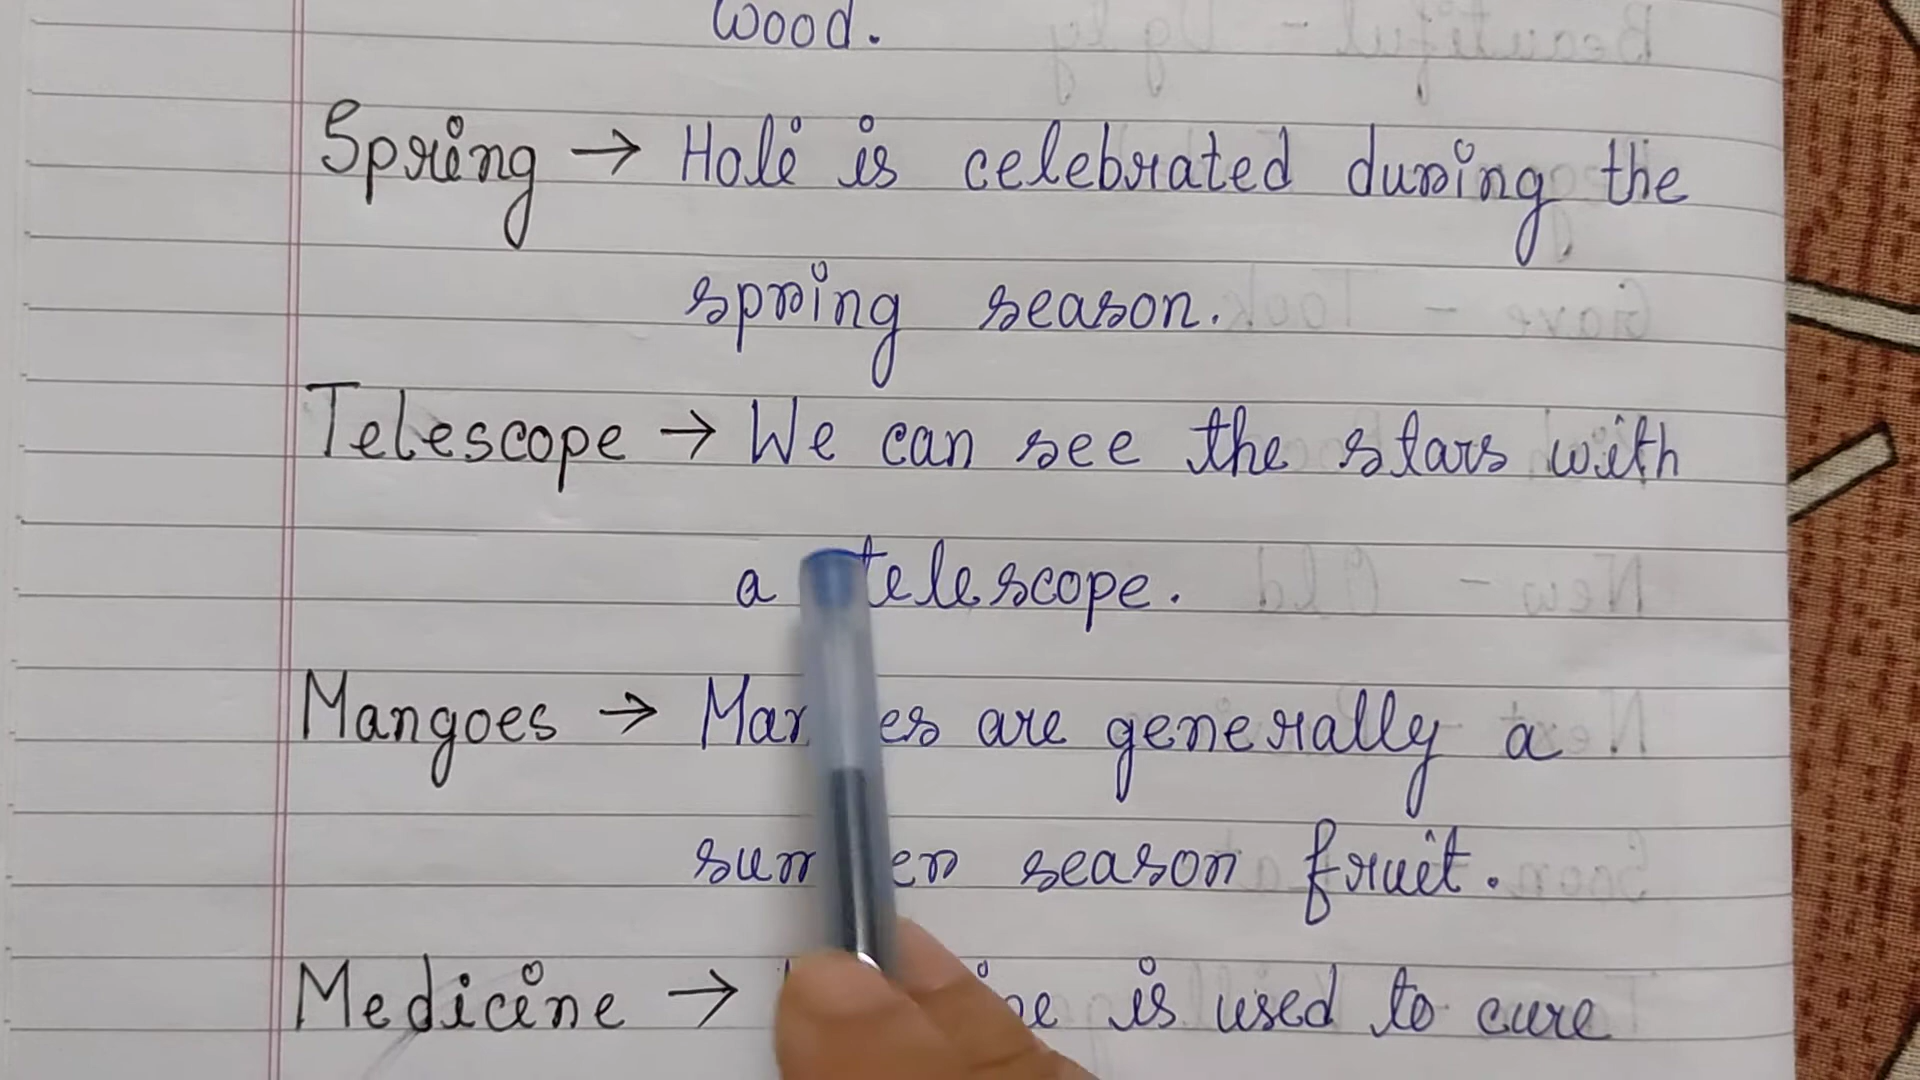 wood.
Spring → Holi is celebrated during the
spring season.
Telescope → We can see the stars with
a telescope.
Mangoes → are generally a
season fruit.
Medicine → is used to cure